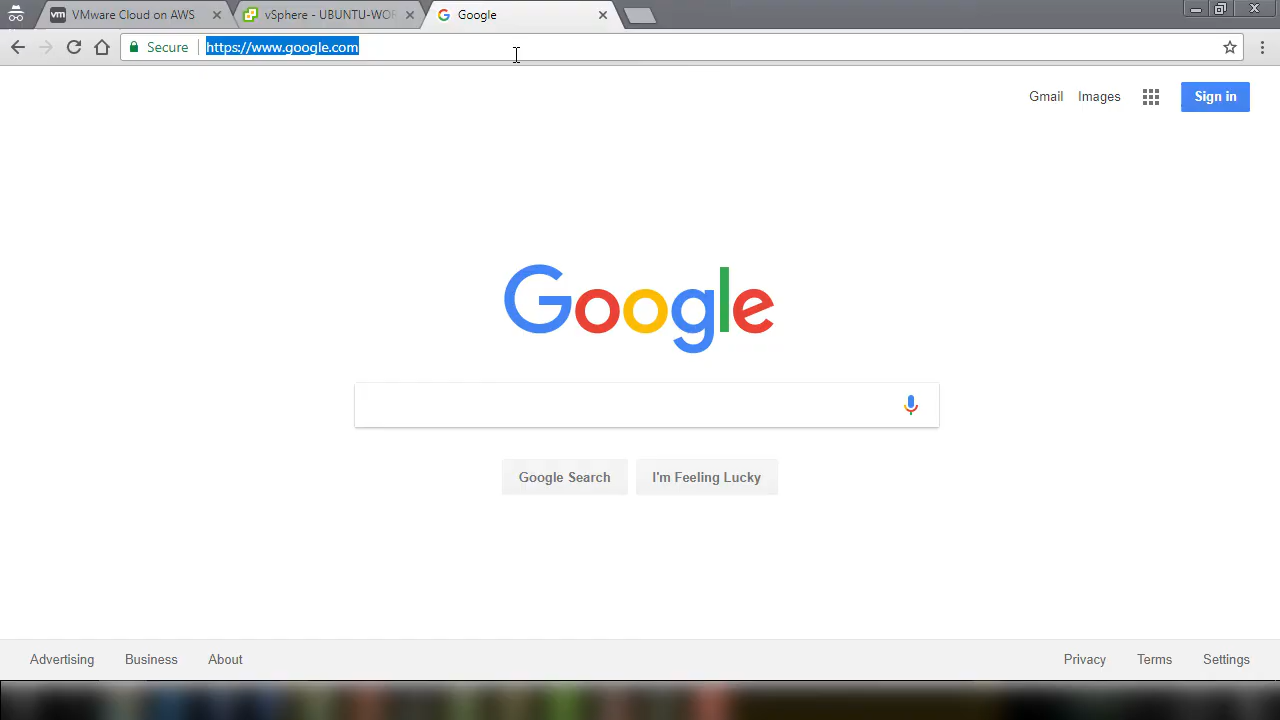 VMware Cloud on AWS
vSphere - UBUNTU-WOR
Google
Secure
https://www.google.com
Gmail
Images
Sign in
Google
Google Search
I'm Feeling Lucky
Advertising
Business
About
Privacy
Terms
Settings